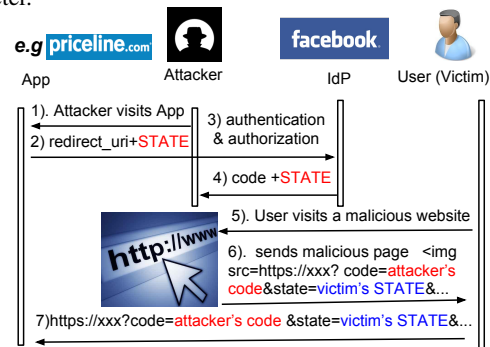 eter.
e.g priceline.com
facebook
App
Attacker
IdP
User (Victim)
1). Attacker visits App
3) authentication
& authorization
2) redirect_uri+STATE
4) code +STATE
5). User visits a malicious website
http://www
6). sends malicious page <img
src=https://xxx? code=attacker's
code&state=victim's STATE&...
7)https://xxx?code=attacker's code &state=victim's STATE&...